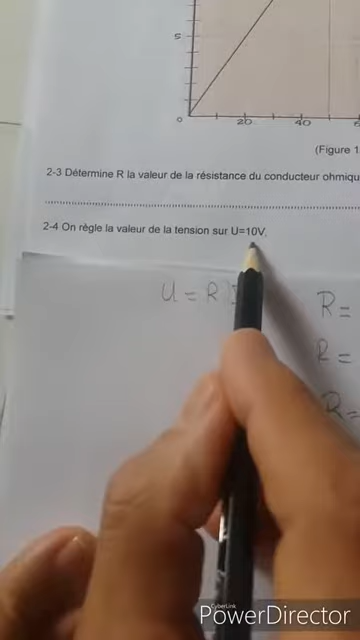 5
0
20
40
(Figure 1
2-3 Détermine R la valeur de la résistance du conducteur ohmiqu
2-4 On règle la valeur de la tension sur U=10V.
U = R I
R =
R =
R =
CyberLink
PowerDirector